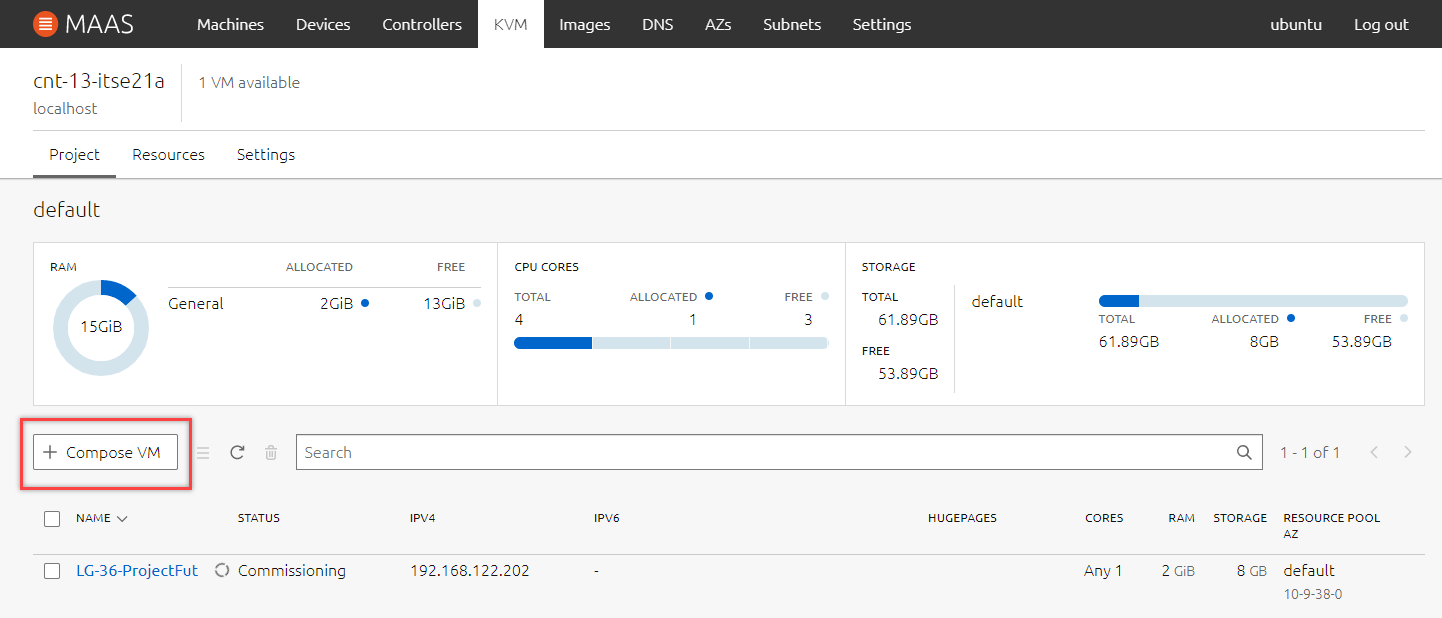 MAAS Machines Devices Controllers KVM Images DNS AZs Subnets Settings ubuntu Log out
cnt-13-itse21a 1 VM available
localhost
Project Resources Settings
default
RAM ALLOCATED FREE
General 2GiB 13GiB
15GiB
CPU CORES
TOTAL ALLOCATED FREE
4 1 3
STORAGE
TOTAL
61.89GB
FREE
53.89GB
default
TOTAL ALLOCATED FREE
61.89GB 8GB 53.89GB
Compose VM Search 1 - 1 of 1
NAME STATUS IPV4 IPV6 HUGEPAGES CORES RAM STORAGE RESOURCE POOL
AZ
LG-36-ProjectFut Commissioning 192.168.122.202 - Any 1 2 GiB 8 GB default
10-9-38-0